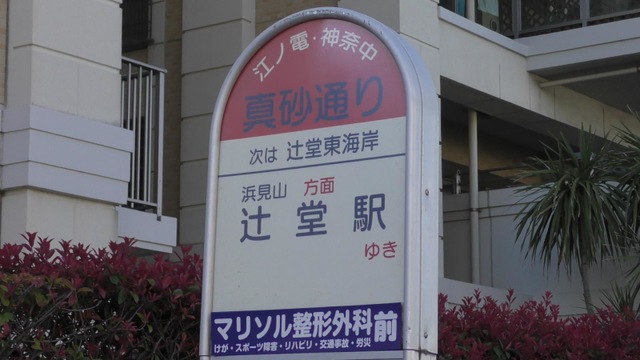 江ノ電・神奈中
真砂通り
次は 辻堂東海岸
浜見山 方面
辻堂駅
ゆき
マリソル整形外科前
けが・スポーツ障害・リハビリ・交通事故・労災